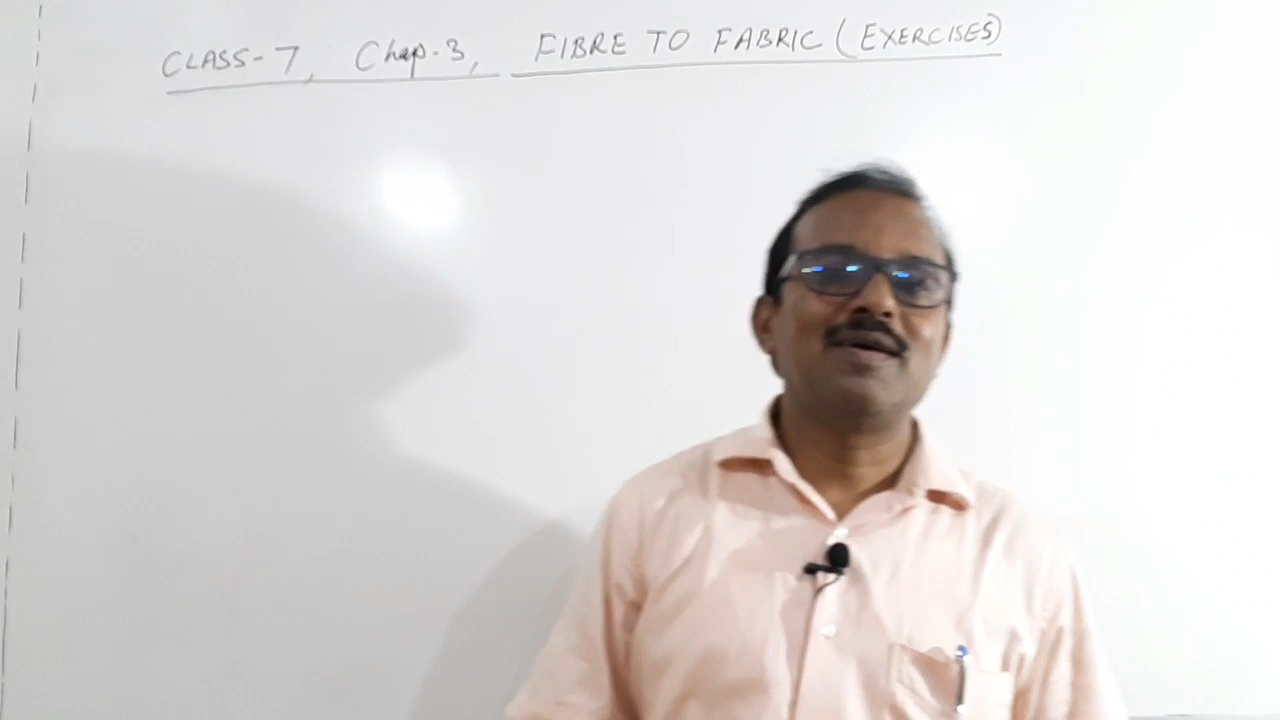 CLASS-7, Chap-3, FIBRE TO FABRIC (EXERCISES)